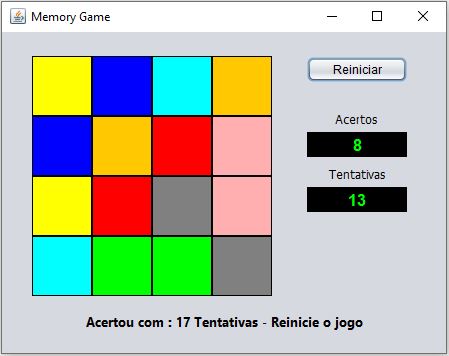 Memory Game
Reiniciar
Acertos
8
Tentativas
13
Acertou com : 17 Tentativas - Reinicie o jogo